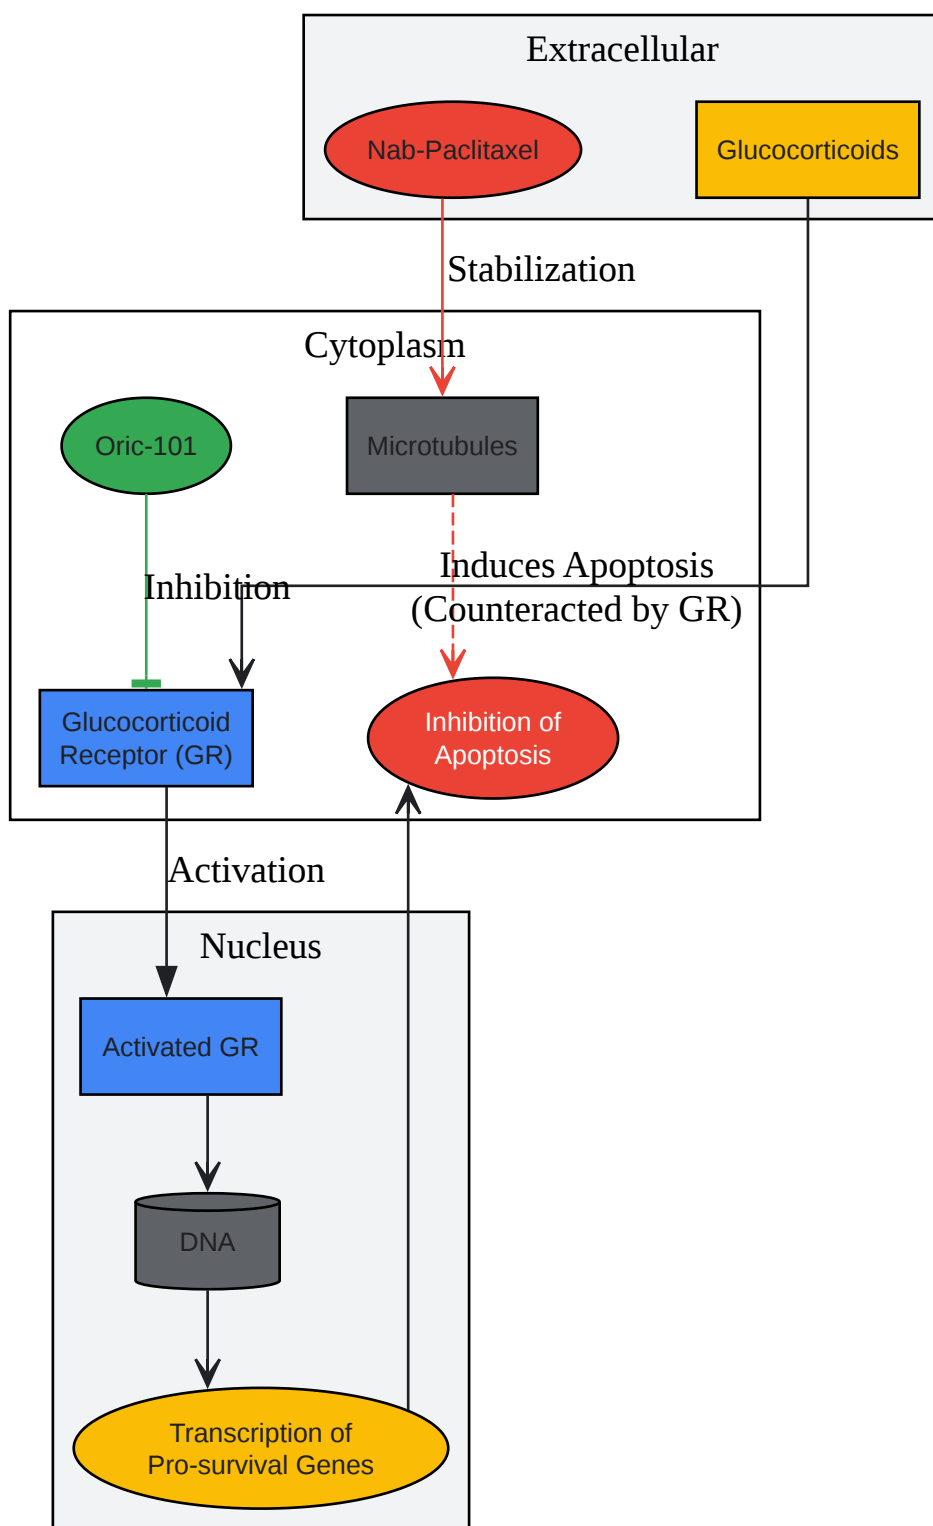 Extracellular
Nab-Paclitaxel
Glucocorticoids
Stabilization
Cytoplasm
Oric-101
Microtubules
Inhibition
Induces Apoptosis
(Counteracted by GR)
Glucocorticoid
Receptor (GR)
Inhibition of
Apoptosis
Activation
Nucleus
Activated GR
DNA
Transcription of
Pro-survival Genes